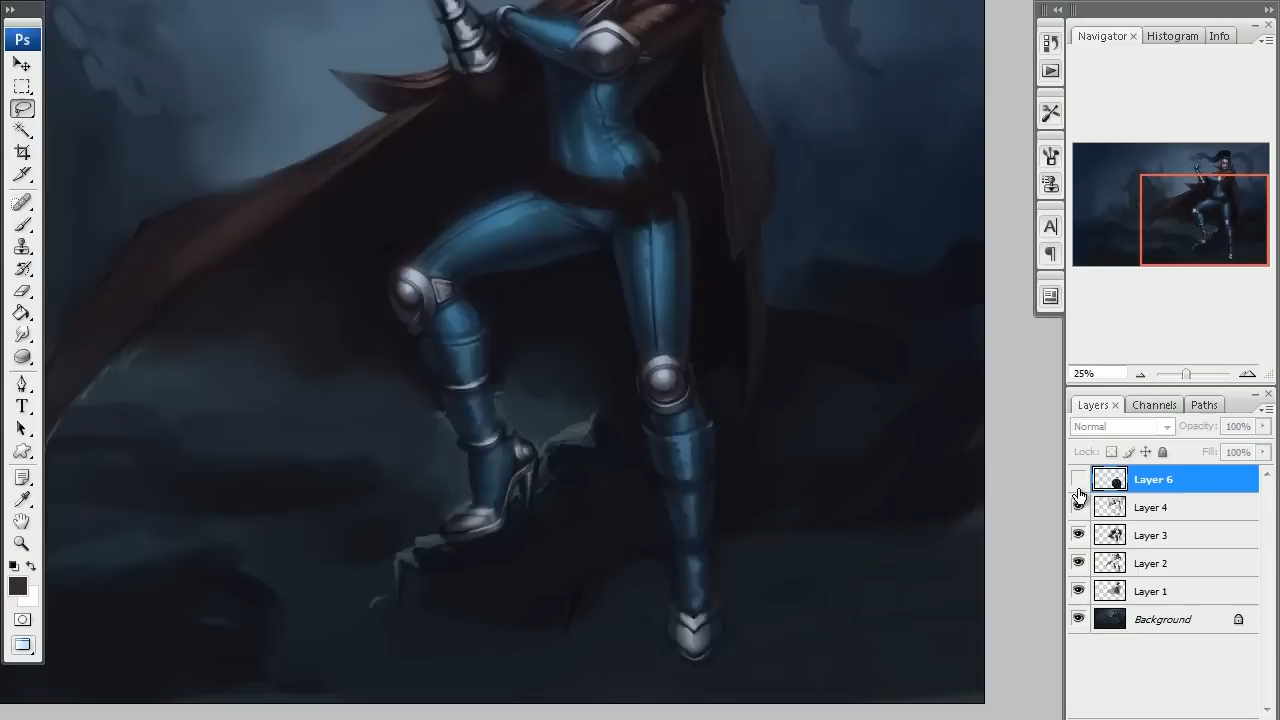 Ps
Navigator × Histogram Info
25%
Layers × Channels Paths
Normal Opacity: 100%
Lock: Fill: 100%
Layer 6
Layer 4
Layer 3
Layer 2
Layer 1
Background